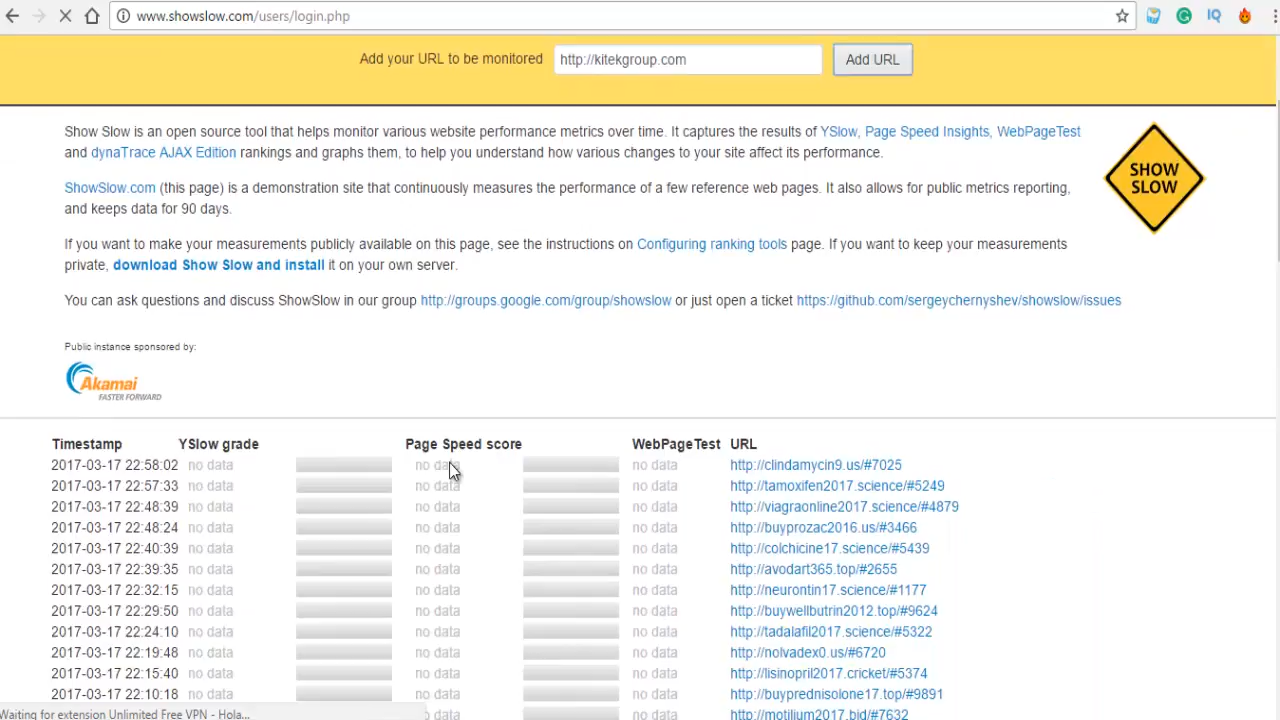 www.showslow.com/users/login.php
IQ
Add your URL to be monitored http://kitekgroup.com Add URL
Show Slow is an open source tool that helps monitor various website performance metrics over time. It captures the results of YSlow, Page Speed Insights, WebPageTest
and dynaTrace AJAX Edition rankings and graphs them, to help you understand how various changes to your site affect its performance.
SHOW
SLOW
ShowSlow.com (this page) is a demonstration site that continuously measures the performance of a few reference web pages. It also allows for public metrics reporting,
and keeps data for 90 days.
If you want to make your measurements publicly available on this page, see the instructions on Configuring ranking tools page. If you want to keep your measurements
private, download Show Slow and install it on your own server.
You can ask questions and discuss ShowSlow in our group http://groups.google.com/group/showslow or just open a ticket https://github.com/sergeychernyshev/showslow/issues
Public instance sponsored by:
Akamai
FASTER FORWARD
Timestamp YSlow grade Page Speed score WebPageTest URL
2017-03-17 22:58:02 no data no data no data http://clindamycin9.us/#7025
2017-03-17 22:57:33 no data no data no data http://tamoxifen2017.science/#5249
2017-03-17 22:48:39 no data no data no data http://viagraonline2017.science/#4879
2017-03-17 22:48:24 no data no data no data http://buyprozac2016.us/#3466
2017-03-17 22:40:39 no data no data no data http://colchicine17.science/#5439
2017-03-17 22:39:35 no data no data no data http://avodart365.top/#2655
2017-03-17 22:32:15 no data no data no data http://neurontin17.science/#1177
2017-03-17 22:29:50 no data no data no data http://buywellbutrin2012.top/#9624
2017-03-17 22:24:10 no data no data no data http://tadalafil2017.science/#5322
2017-03-17 22:19:48 no data no data no data http://nolvadex0.us/#6720
2017-03-17 22:15:40 no data no data no data http://lisinopril2017.cricket/#5374
2017-03-17 22:10:18 no data no data no data http://buyprednisolone17.top/#9891
Waiting for extension Unlimited Free VPN - Hola... no data no data http://motilium2017.bid/#7632